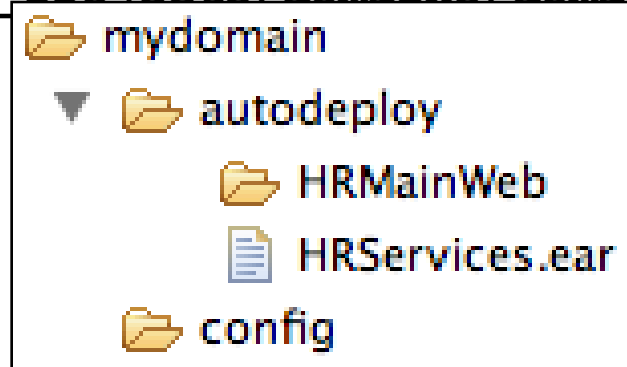 mydomain
autodeploy
HRMainWeb
HRServices.ear
config